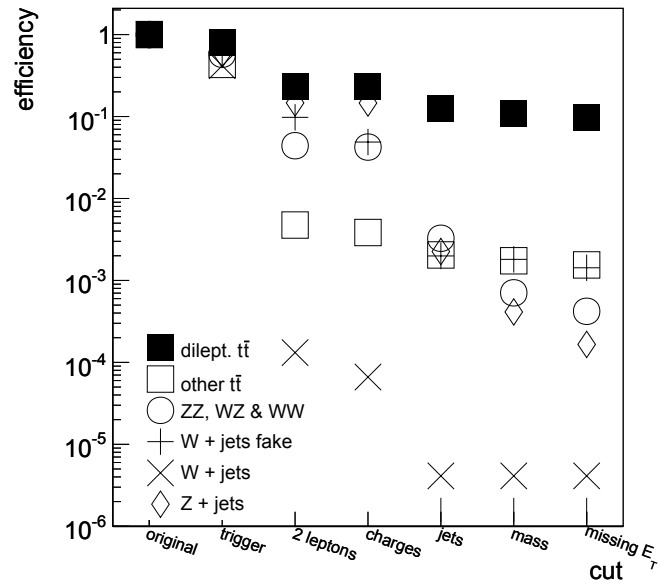 efficiency
1
10⁻¹
10⁻²
10⁻³
10⁻⁴
10⁻⁵
10⁻⁶
dilept. tt̄
other tt̄
ZZ, WZ & WW
W + jets fake
W + jets
Z + jets
original
trigger
2 leptons
charges
jets
mass
missing E_T
cut